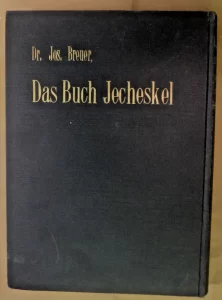 Dr. Jos. Breuer,
Das Buch Jecheskel